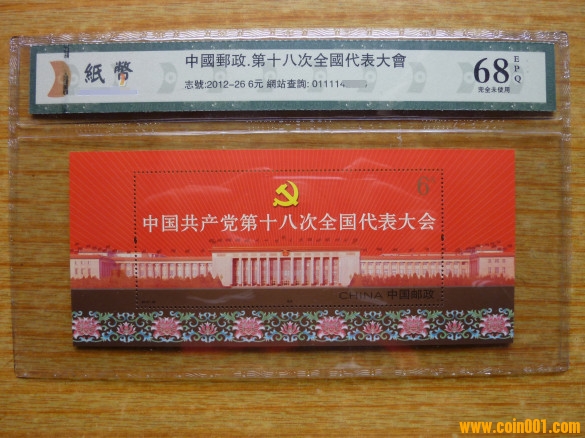 紙幣
中國郵政.第十八次全國代表大會
志號:2012-26 6元 網站查詢: 011114
68
EPQ
完全未使用
6元
中国共产党第十八次全国代表大会
CHINA 中国邮政
www.coin001.com